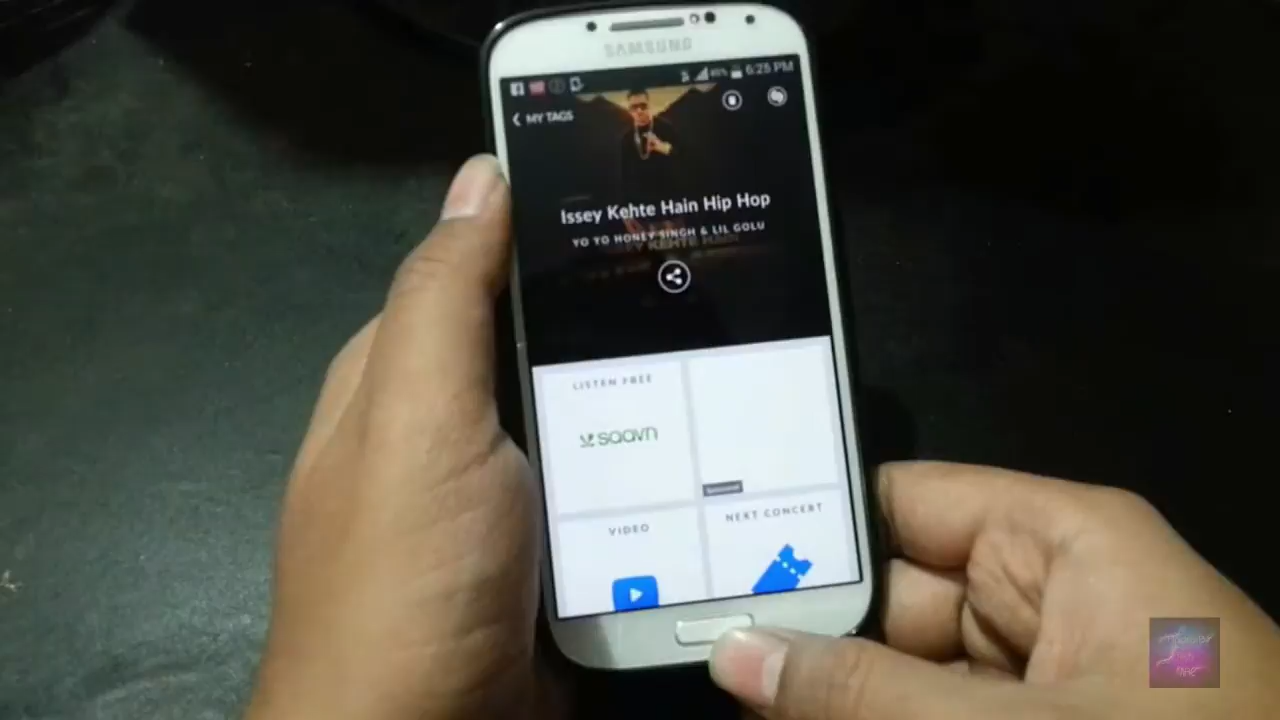 SAMSUNG
6:25 PM
MY TAGS
Issey Kehte Hain Hip Hop
YO YO HONEY SINGH & LIL GOLU
LISTEN FREE
saavn
VIDEO
NEXT CONCERT